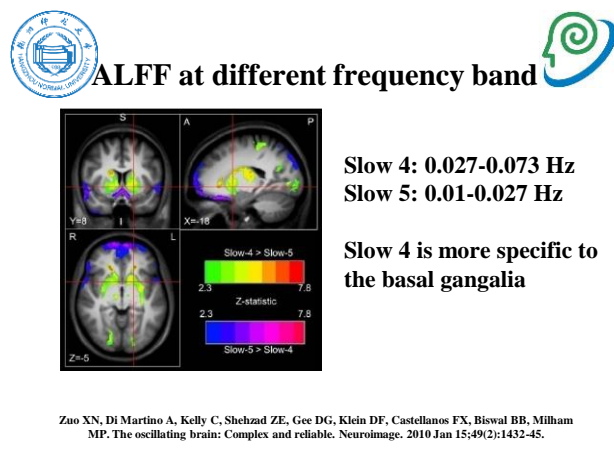 ALFF at different frequency band
S
A
P
Y=8
I
X=-18
R
L
Z=-5
Slow-4 > Slow-5
2.3
7.8
Z-statistic
2.3
7.8
Slow-5 > Slow-4
Slow 4: 0.027-0.073 Hz
Slow 5: 0.01-0.027 Hz
Slow 4 is more specific to
the basal gangalia
Zuo XN, Di Martino A, Kelly C, Shehzad ZE, Gee DG, Klein DF, Castellanos FX, Biswal BB, Milham
MP. The oscillating brain: Complex and reliable. Neuroimage. 2010 Jan 15;49(2):1432-45.
HANGZHOU NORMAL UNIVERSITY